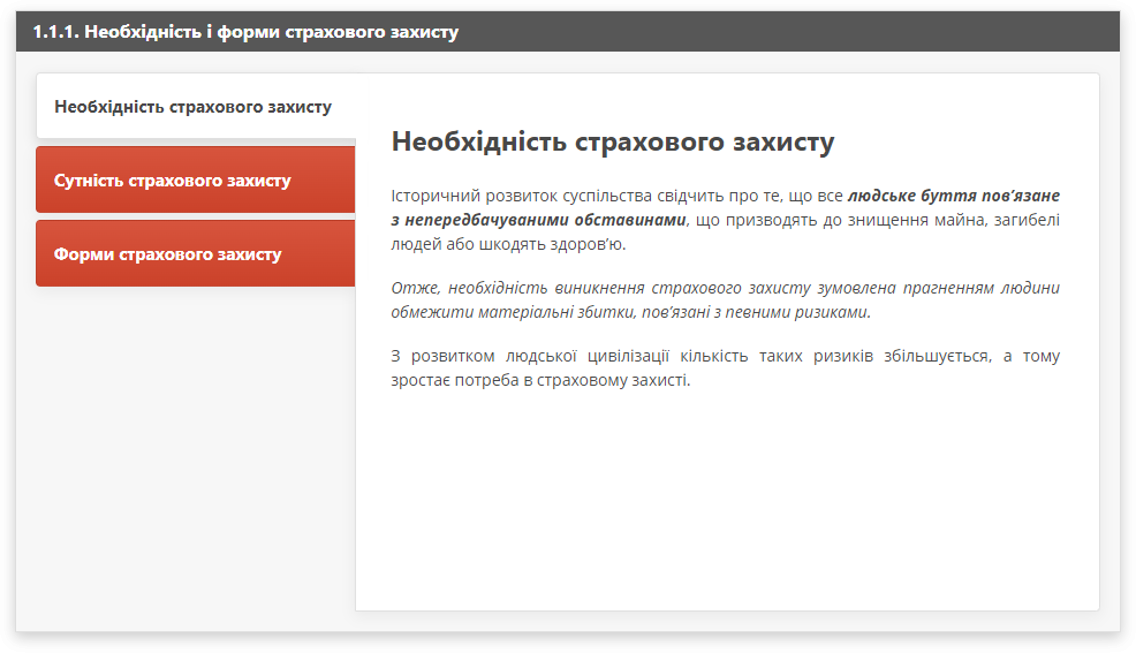 1.1.1. Необхідність і форми страхового захисту
Необхідність страхового захисту
Сутність страхового захисту
Форми страхового захисту
Необхідність страхового захисту
Історичний розвиток суспільства свідчить про те, що все людське буття пов’язане
з непередбачуваними обставинами, що призводять до знищення майна, загибелі
людей або шкодять здоров’ю.
Отже, необхідність виникнення страхового захисту зумовлена прагненням людини
обмежити матеріальні збитки, пов’язані з певними ризиками.
З розвитком людської цивілізації кількість таких ризиків збільшується, а тому
зростає потреба в страховому захисті.